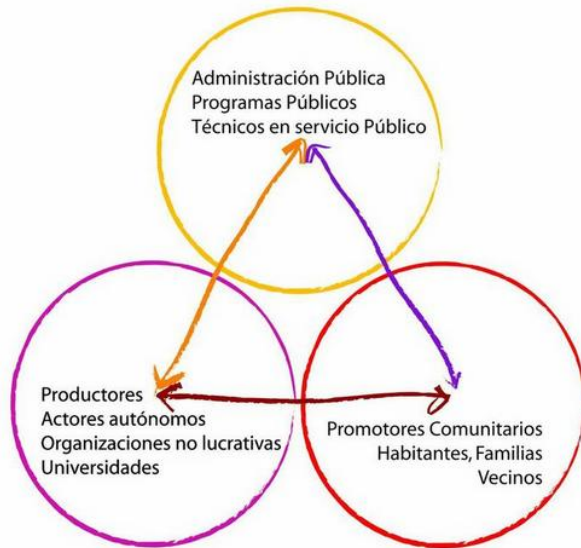 Administración Pública
Programas Públicos
Técnicos en servicio Público
Productores
Actores autónomos
Organizaciones no lucrativas
Universidades
Promotores Comunitarios
Habitantes, Familias
Vecinos